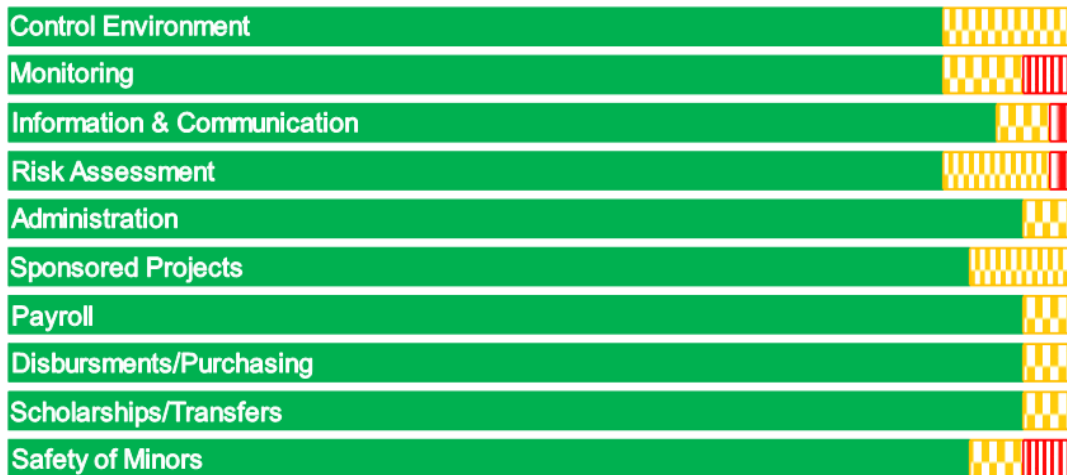 Control Environment
Monitoring
Information & Communication
Risk Assessment
Administration
Sponsored Projects
Payroll
Disbursments/Purchasing
Scholarships/Transfers
Safety of Minors